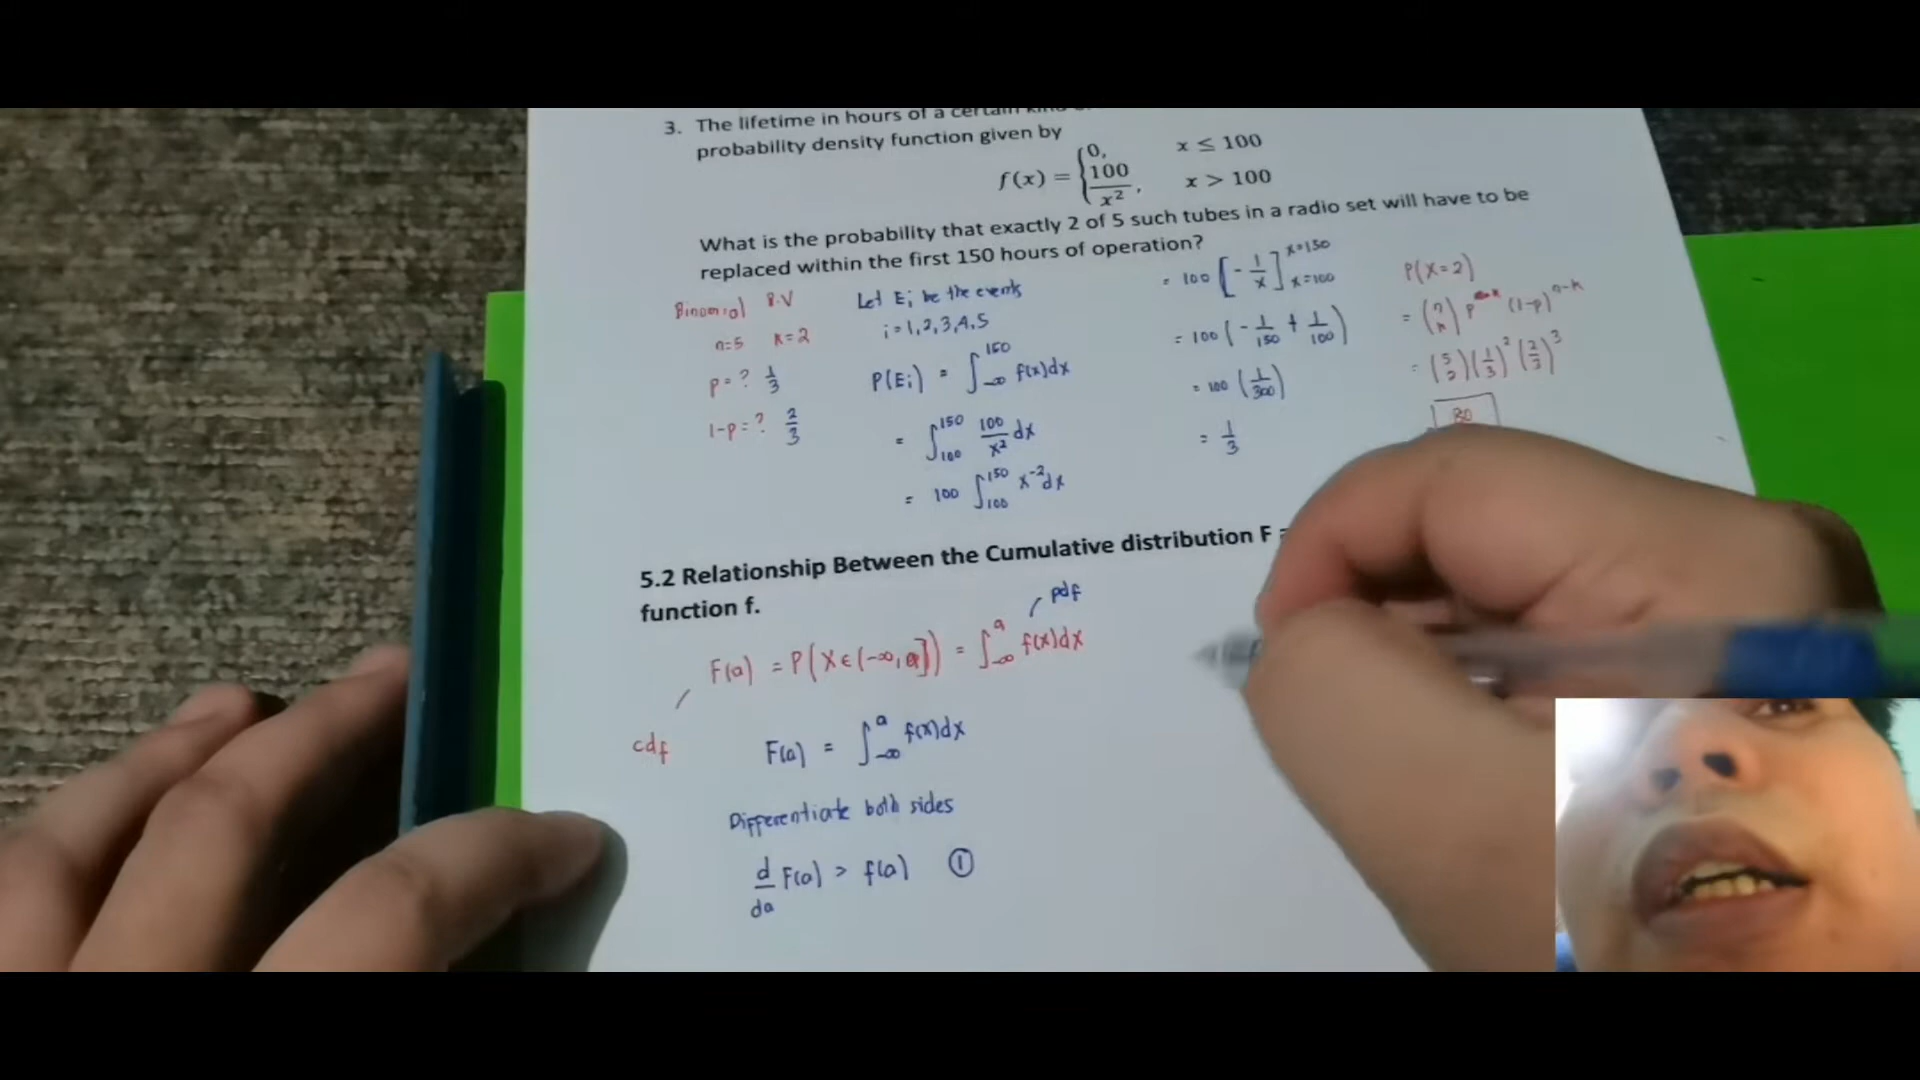 3. The lifetime in hours of a certain kind
probability density function given by
f(x) = {0, x ≤ 100
100/x², x > 100
What is the probability that exactly 2 of 5 such tubes in a radio set will have to be
replaced within the first 150 hours of operation?
Binomial R.V
n=5 k=2
p=? 1/3
1-p=? 2/3
Let Ei be the events
i=1,2,3,4,5
P(Ei) = ∫_{-∞}^{150} f(x)dx
= ∫_{100}^{150} 100/x² dx
= 100 ∫_{100}^{150} x^{-2}dx
= 100 [-1/x]^{x=150}_{x=100}
= 100 (-1/150 + 1/100)
= 100 (1/300)
= 1/3
P(X=2)
= (n k) p (1-p)^{n-k}
= (5 2)(1/3)²(2/3)³
80
5.2 Relationship Between the Cumulative distribution F
function f.
pdf
F(a) = P(X∈(-∞,a]) = ∫_{-∞}^{a} f(x)dx
cdf
F(a) = ∫_{-∞}^{a} f(x)dx
Differentiate both sides
d/da F(a) = f(a) ①